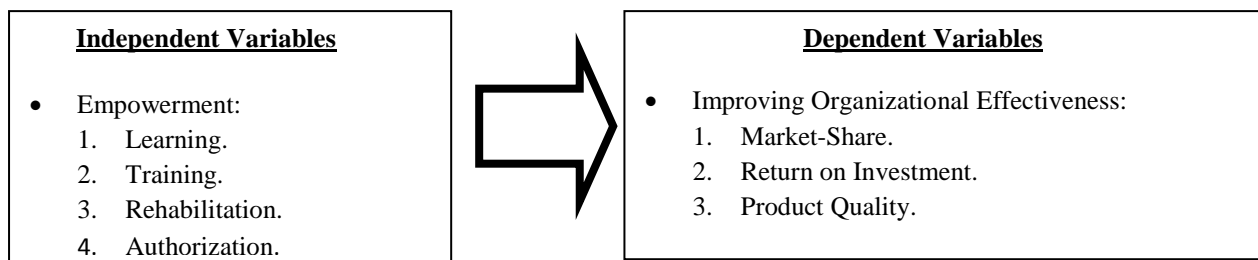 Independent Variables
• Empowerment:
1. Learning.
2. Training.
3. Rehabilitation.
4. Authorization.
Dependent Variables
• Improving Organizational Effectiveness:
1. Market-Share.
2. Return on Investment.
3. Product Quality.